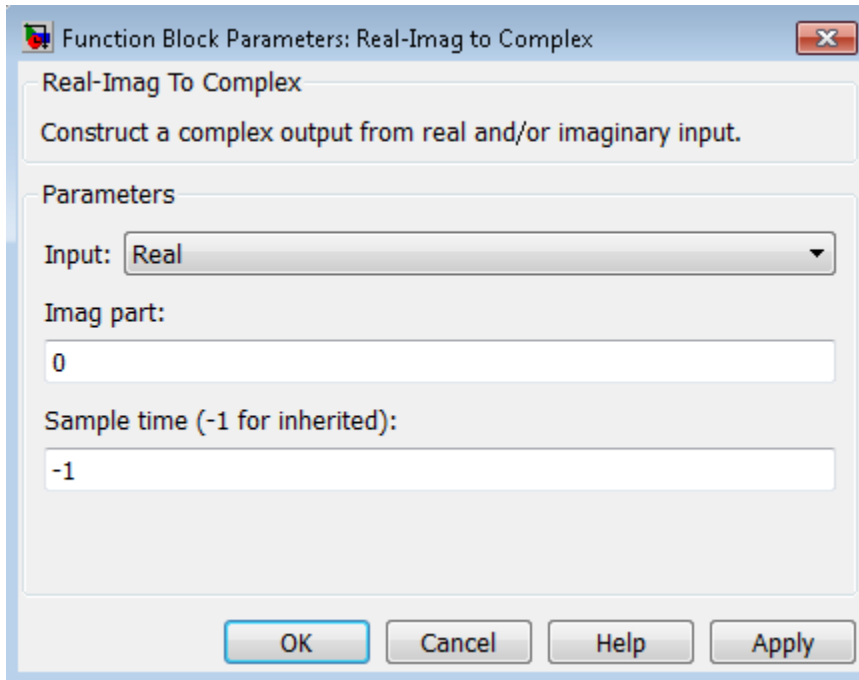 Function Block Parameters: Real-Imag to Complex
Real-Imag To Complex
Construct a complex output from real and/or imaginary input.
Parameters
Input: Real
Imag part:
0
Sample time (-1 for inherited):
-1
OK Cancel Help Apply